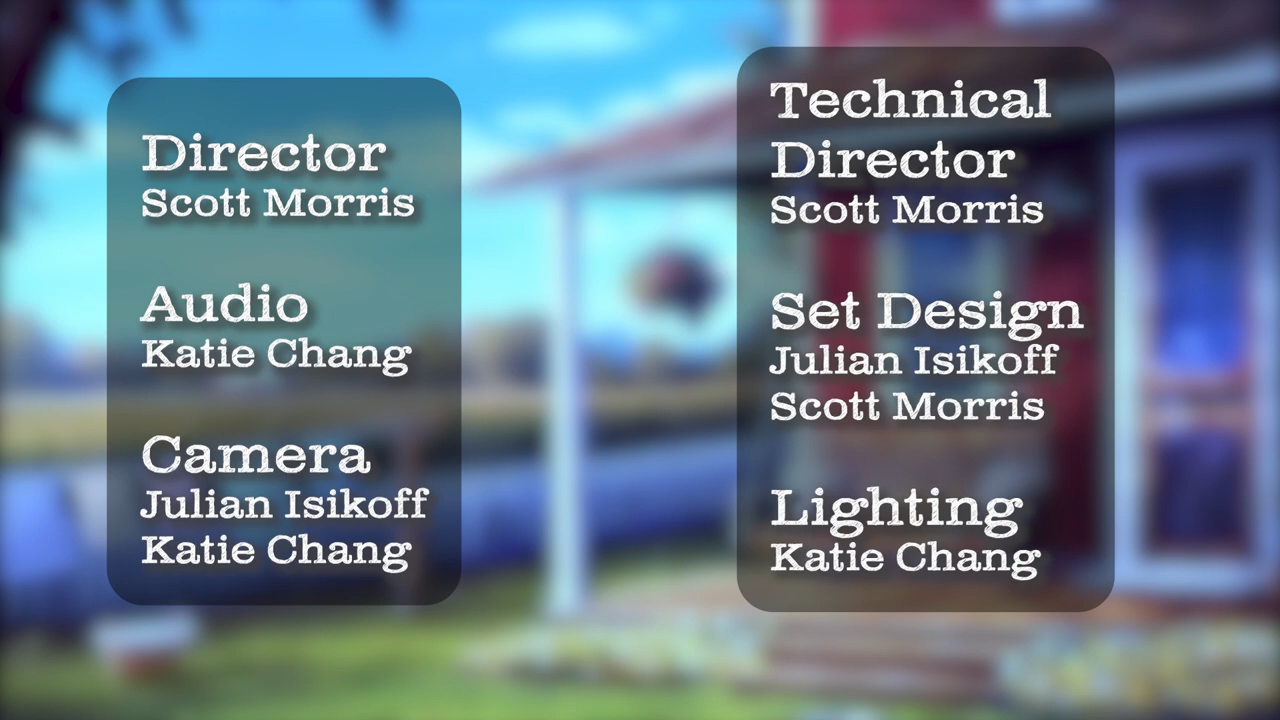 Director
Scott Morris
Audio
Katie Chang
Camera
Julian Isikoff
Katie Chang
Technical
Director
Scott Morris
Set Design
Julian Isikoff
Scott Morris
Lighting
Katie Chang